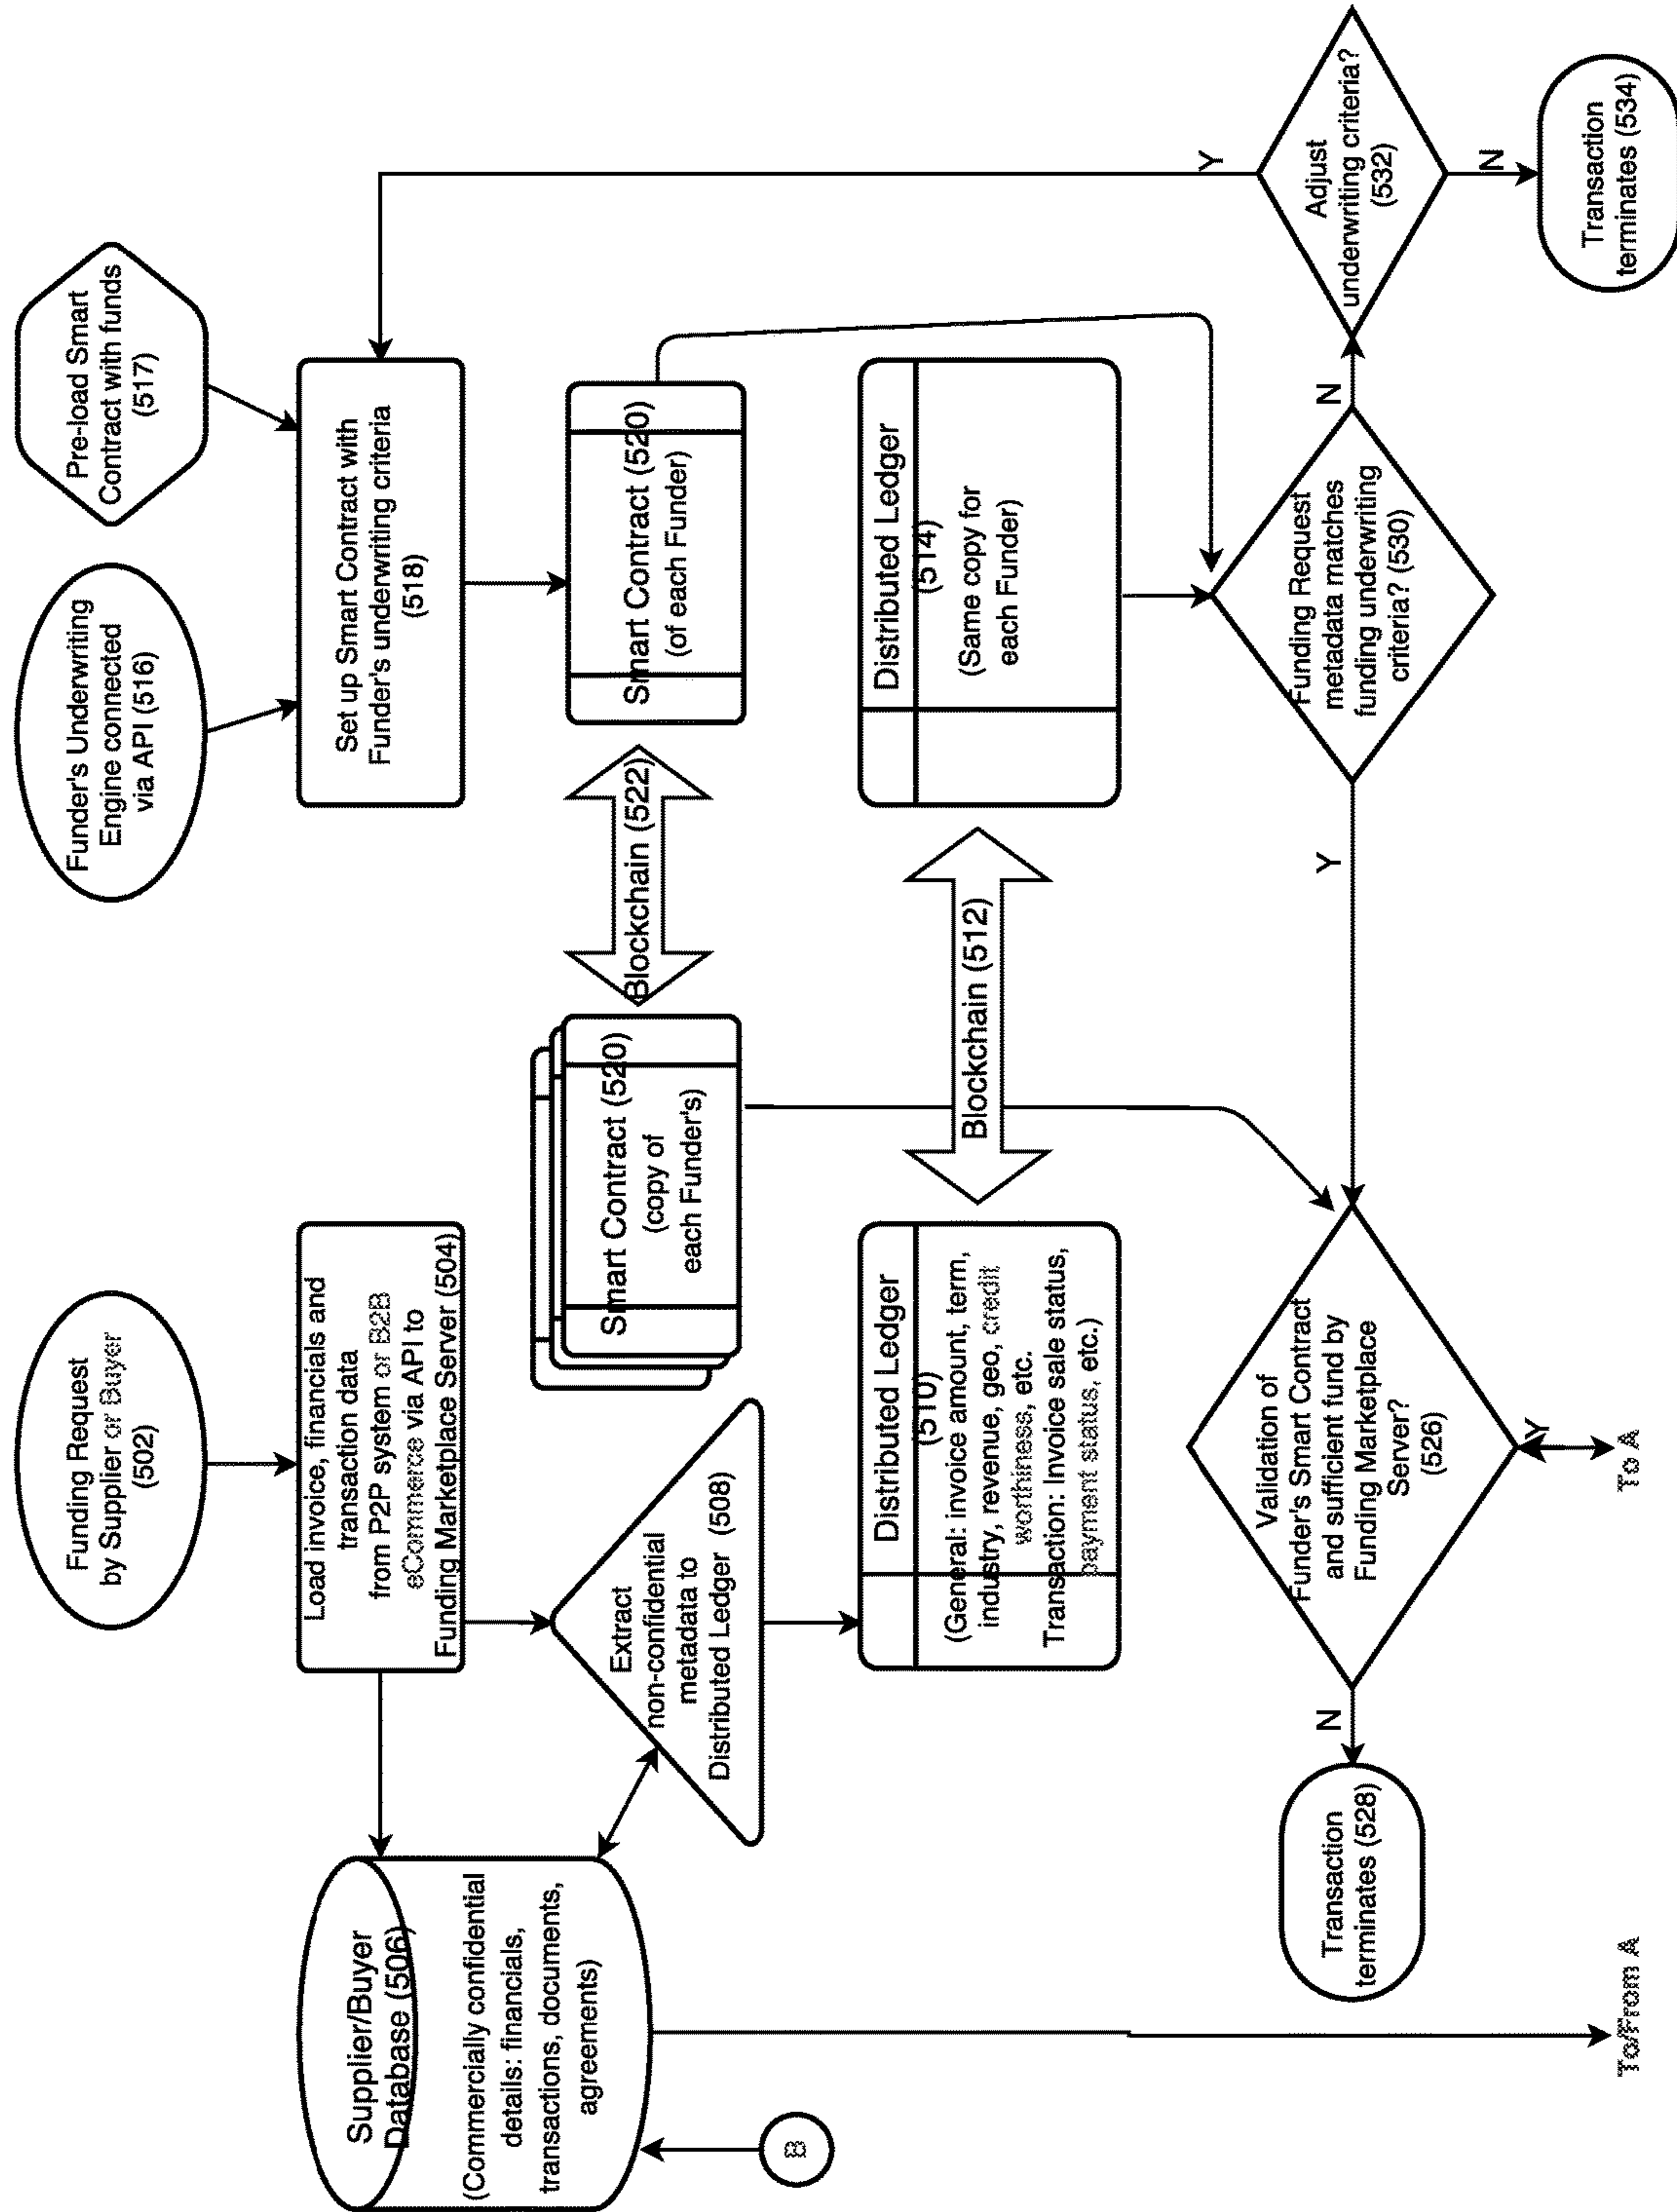 Funding Request
by Supplier or Buyer
(502)
Funder's Underwriting
Engine connected
via API (516)
Pre-load Smart
Contract with funds
(517)
Supplier/Buyer
Database (506)
(Commercially confidential
details: financials,
transactions, documents,
agreements)
Load invoice, financials and
transaction data
from P2P system or B2B
eCommerce via API to
Funding Marketplace Server (504)
Set up Smart Contract with
Funder's underwriting criteria
(518)
Extract
non-confidential
metadata to
Distributed Ledger (508)
Smart Contract (520)
(copy of
each Funder's)
Blockchain (522)
Smart Contract (520)
(of each Funder)
B
Distributed Ledger
(510)
(General: invoice amount, term,
industry, revenue, geo, credit
worthiness, etc.
Transaction: Invoice sale status,
payment status, etc.)
Blockchain (512)
Distributed Ledger
(514)
(Same copy for
each Funder)
Transaction
terminates (528)
N
Validation of
Funder's Smart Contract
and sufficient fund by
Funding Marketplace
Server?
(526)
Y
Funding Request
metadata matches
funding underwriting
criteria? (530)
N
Adjust
underwriting criteria?
(532)
Y
N
Transaction
terminates (534)
Y
To/From A
To A